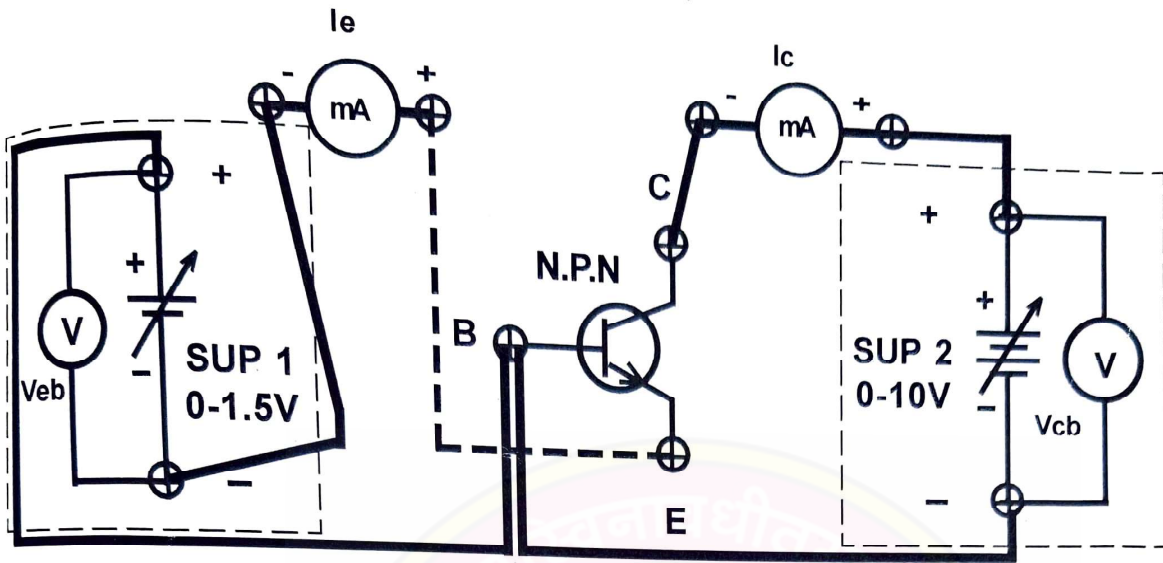 Ie
- mA +
Ic
- mA +
C
+
+
N.P.N
+
+
B
V
SUP 1
SUP 2
V
Veb
-
0-1.5V
0-10V
-
Vcb
-
-
E